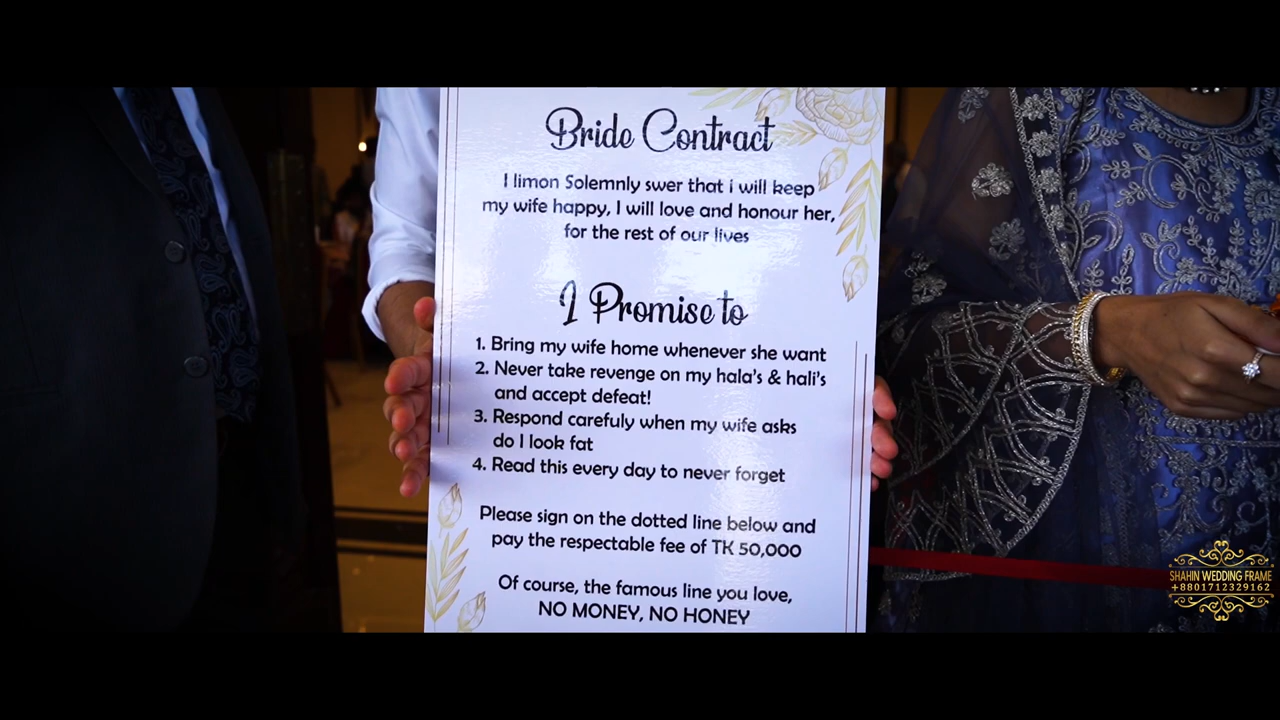 Bride Contract
I limon Solemnly swer that i will keep
my wife happy, I will love and honour her,
for the rest of our lives
I Promise to
1. Bring my wife home whenever she want
2. Never take revenge on my hala's & hali's
and accept defeat!
3. Respond carefuly when my wife asks
do I look fat
4. Read this every day to never forget
Please sign on the dotted line below and
pay the respectable fee of TK 50,000
Of course, the famous line you love,
NO MONEY, NO HONEY
SHAHIN WEDDING FRAME
+8801712329162